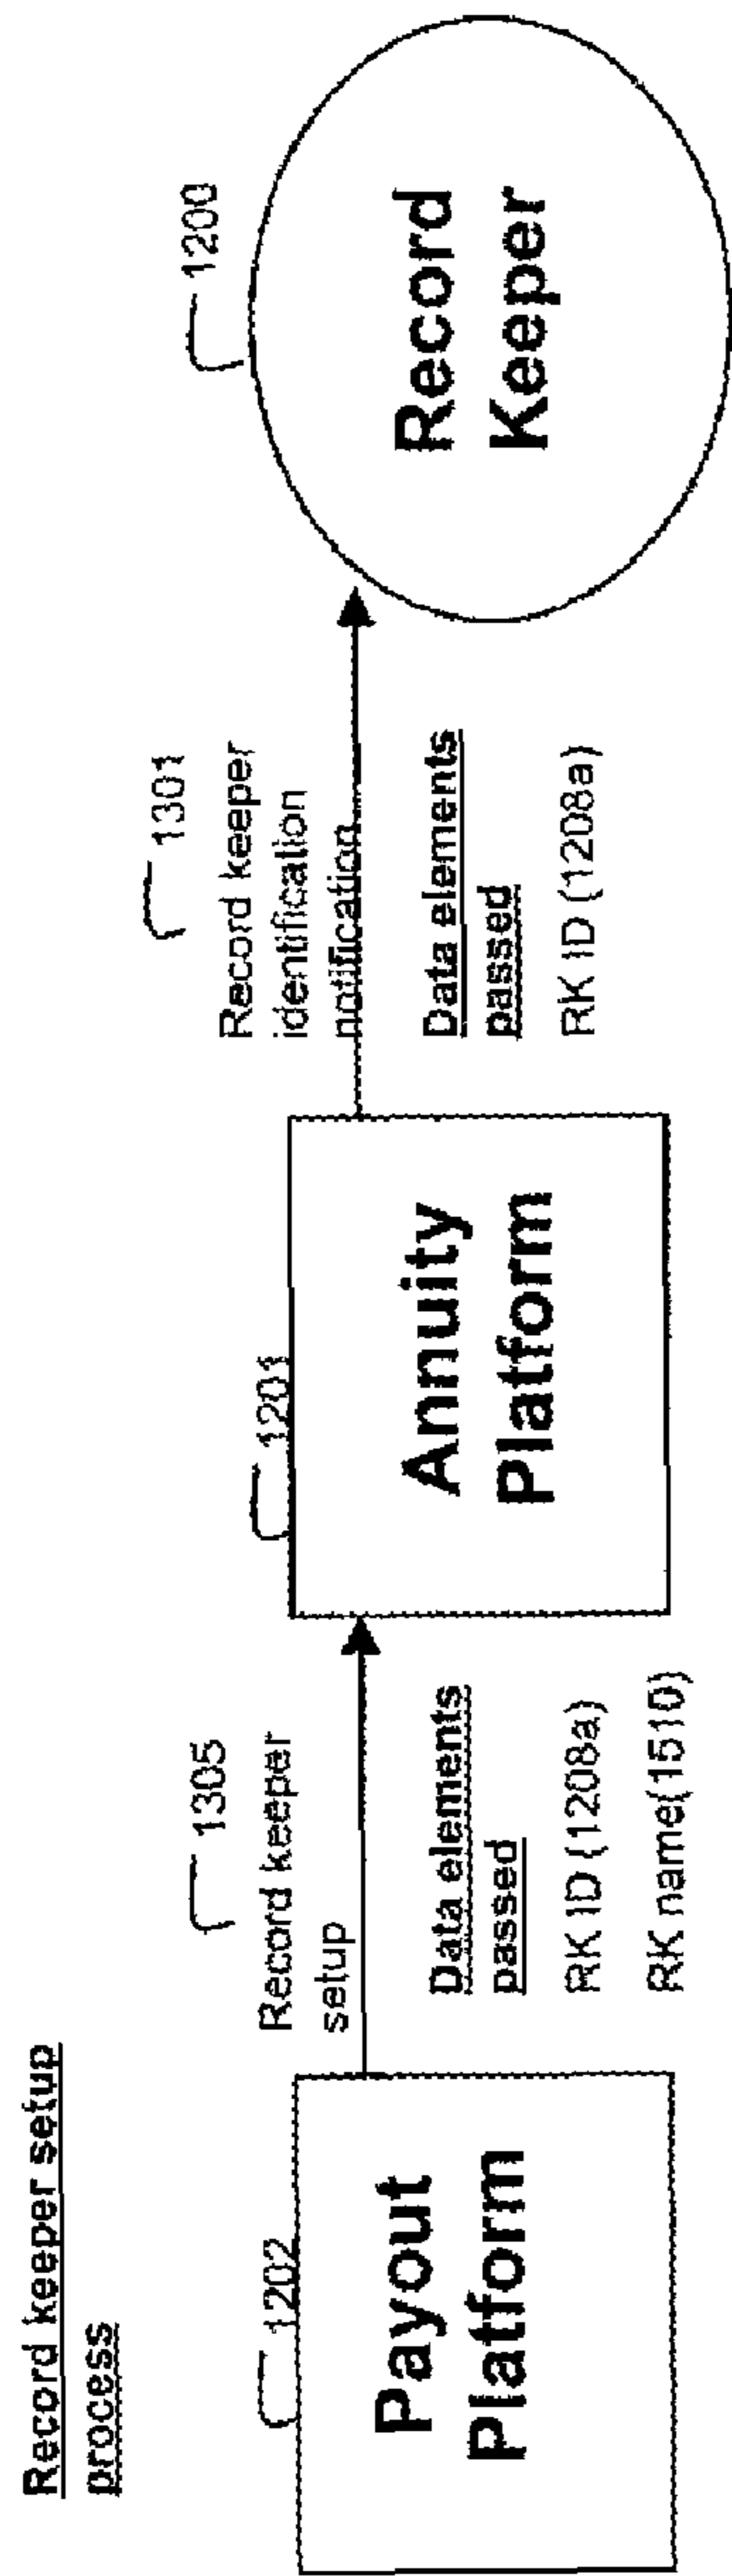 Record keeper setup
process
1202
Payout
Platform
1305
Record keeper
setup
Data elements
passed
RK ID (1208a)
RK name(1510)
1201
Annuity
Platform
1301
Record keeper
identification
notification
Data elements
passed
RK ID (1208a)
1200
Record
Keeper